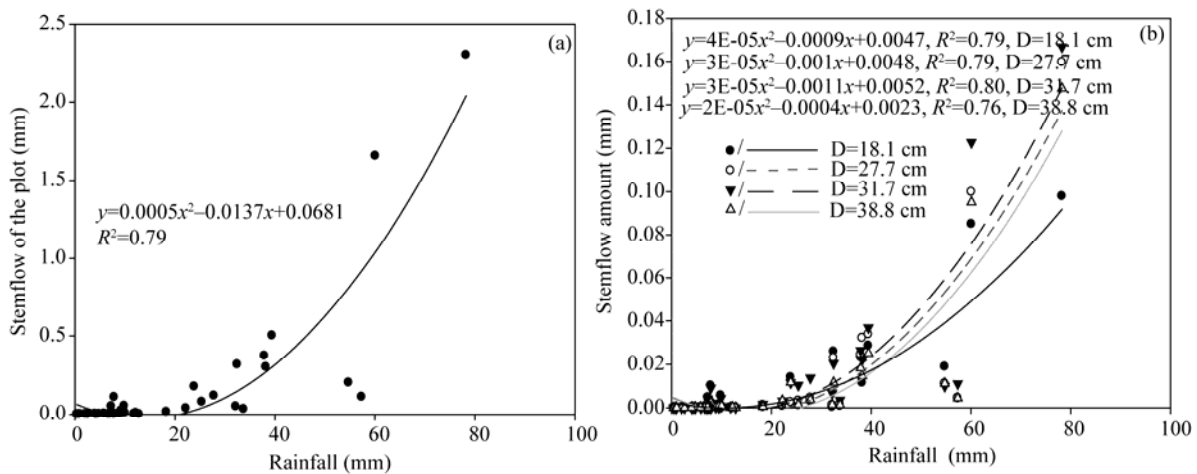 (a)
2.5
2.0
1.5
1.0
0.5
0.0
Stemflow of the plot (mm)
y=0.0005x²–0.0137x+0.0681
R²=0.79
0
20
40
60
80
100
Rainfall (mm)
(b)
0.18
0.16
0.14
0.12
0.10
0.08
0.06
0.04
0.02
0.00
Stemflow amount (mm)
y=4E-05x²–0.0009x+0.0047, R²=0.79, D=18.1 cm
y=3E-05x²–0.001x+0.0048, R²=0.79, D=27.7 cm
y=3E-05x²–0.0011x+0.0052, R²=0.80, D=31.7 cm
y=2E-05x²–0.0004x+0.0023, R²=0.76, D=38.8 cm
D=18.1 cm
D=27.7 cm
D=31.7 cm
D=38.8 cm
0
20
40
60
80
100
Rainfall (mm)